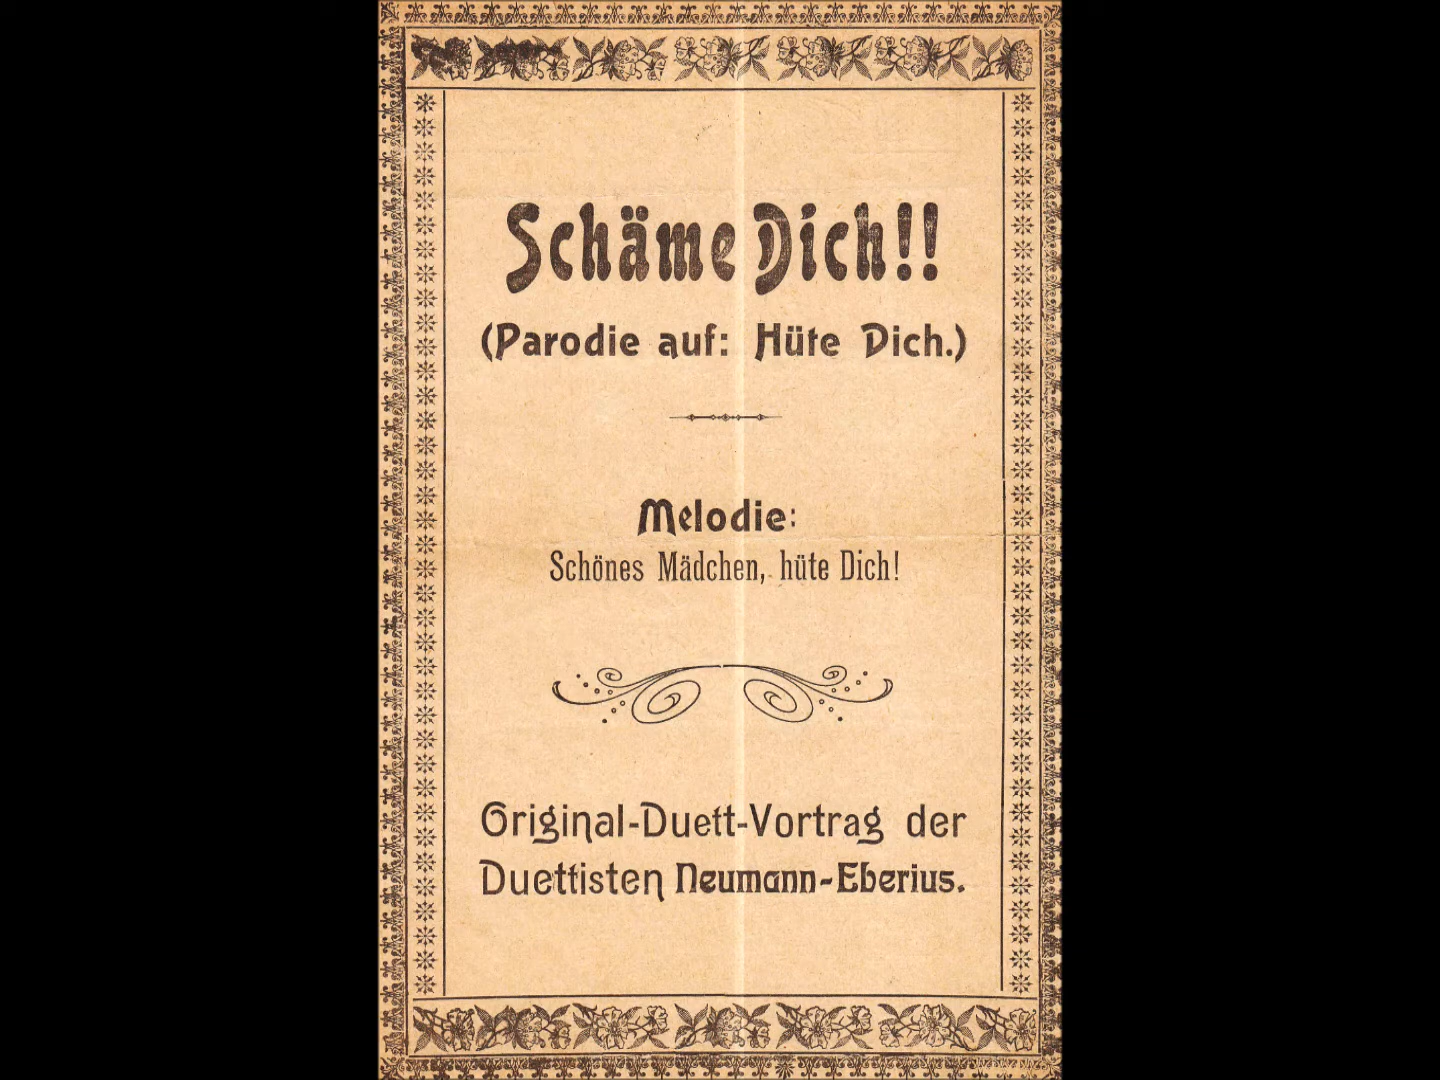 Schäme Dich!!
(Parodie auf: Hüte Dich.)
Melodie:
Schönes Mädchen, hüte Dich!
Original-Duett-Vortrag der
Duettisten Neumann-Eberius.